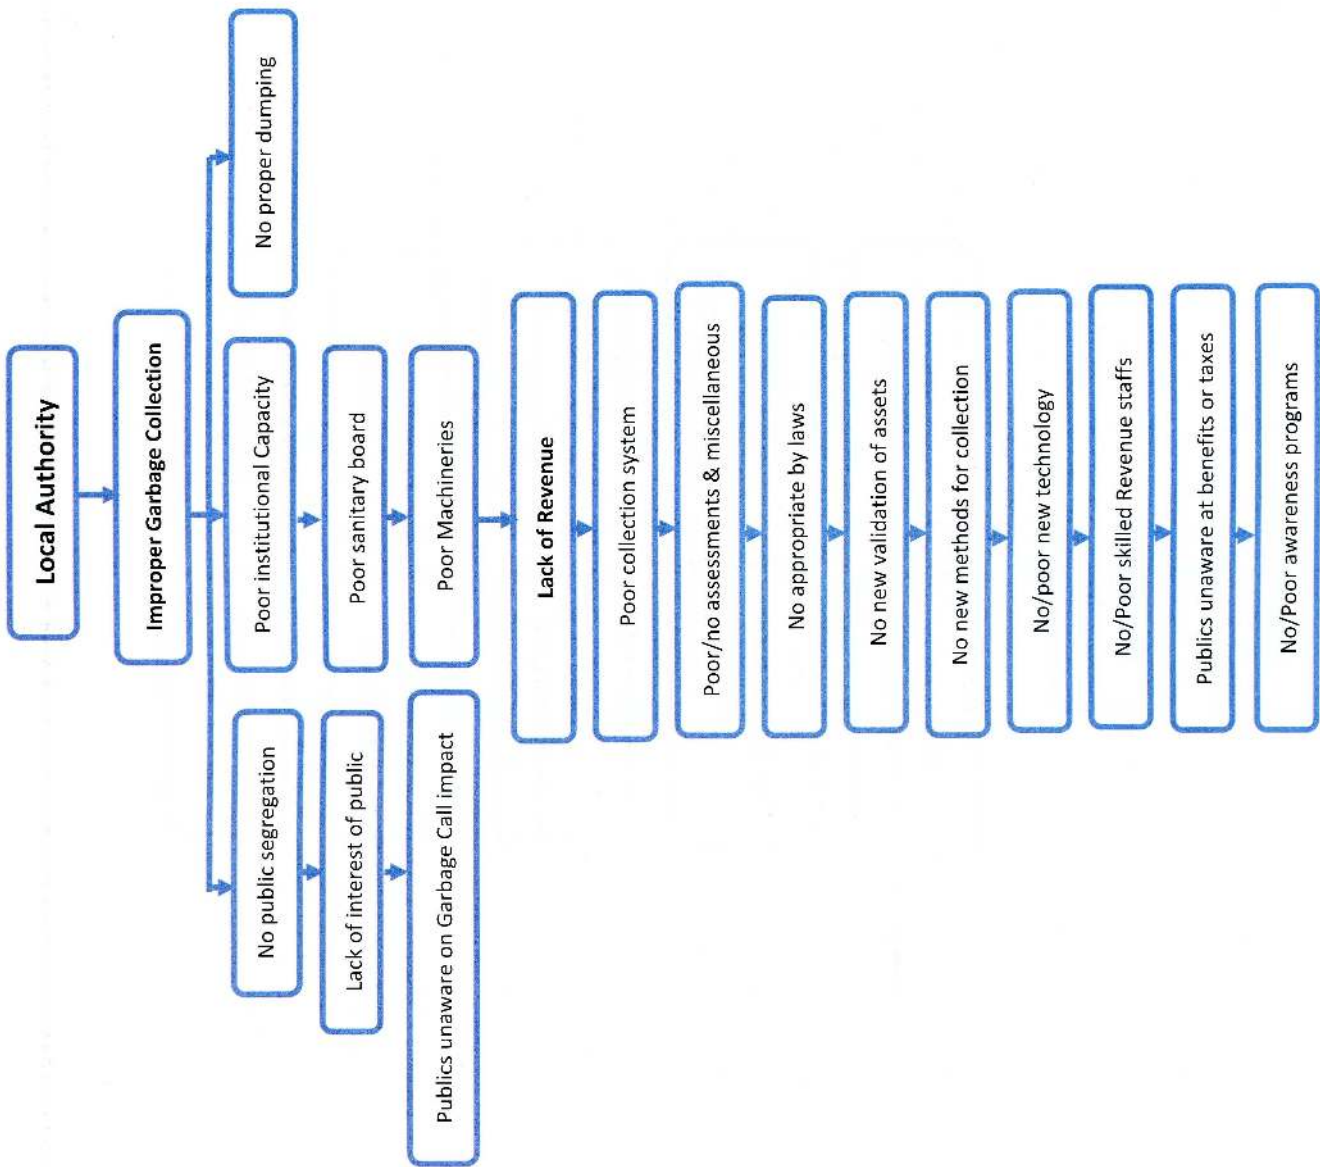 Local Authority
Improper Garbage Collection
No public segregation
Poor institutional Capacity
No proper dumping
Lack of interest of public
Poor sanitary board
Publics unaware on Garbage Call impact
Poor Machineries
Lack of Revenue
Poor collection system
Poor/no assessments & miscellaneous
No appropriate by laws
No new validation of assets
No new methods for collection
No/poor new technology
No/Poor skilled Revenue staffs
Publics unaware at benefits or taxes
No/Poor awareness programs